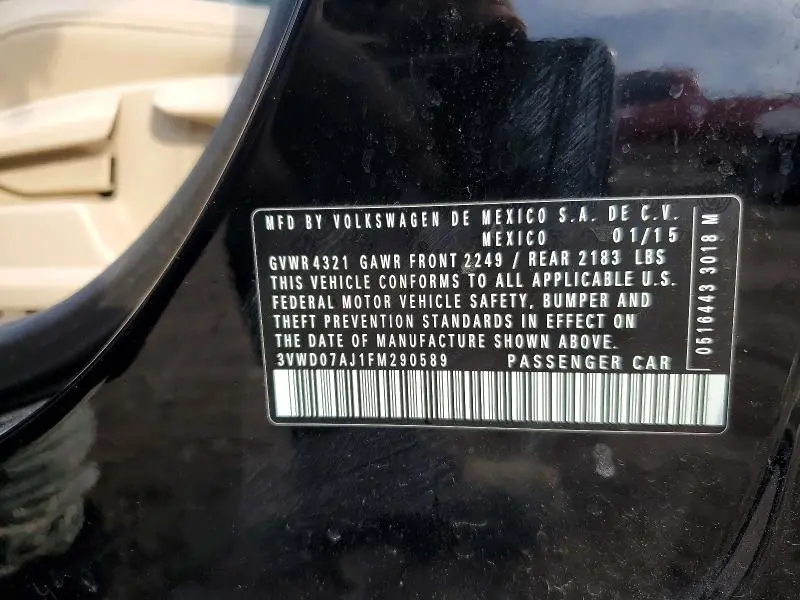 MFD BY VOLKSWAGEN DE MEXICO S.A. DE C.V.
MEXICO 01/15
GVWR 4321 GAWR FRONT 2249 / REAR 2183 LBS
THIS VEHICLE CONFORMS TO ALL APPLICABLE U.S.
FEDERAL MOTOR VEHICLE SAFETY, BUMPER AND
THEFT PREVENTION STANDARDS IN EFFECT ON
THE DATE OF MANUFACTURE SHOWN ABOVE.
3VWD07AJ1FM290589 PASSENGER CAR
0516443 3018 M